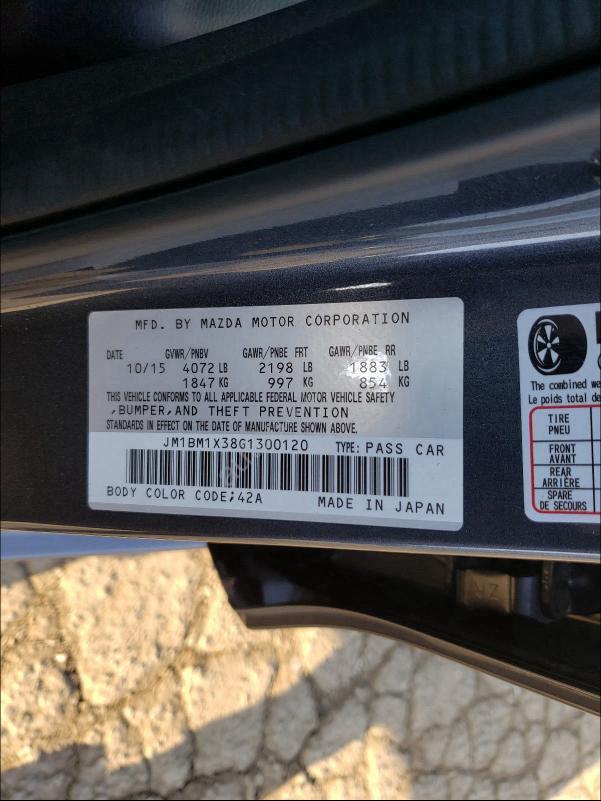 MFD. BY MAZDA MOTOR CORPORATION
DATE GVWR/PNBV GAWR/PNBE FRT GAWR/PNBE RR
10/15 4072 LB 2198 LB 1883 LB
1847 KG 997 KG 854 KG
THIS VEHICLE CONFORMS TO ALL APPLICABLE FEDERAL MOTOR VEHICLE SAFETY
,BUMPER,AND THEFT PREVENTION
STANDARDS IN EFFECT ON THE DATE OF MANUFACTURE SHOWN ABOVE.
JM1BM1X38G1300120 TYPE: PASS CAR
BODY COLOR CODE;42A MADE IN JAPAN
The combined we
Le poids total de
TIRE
PNEU
FRONT
AVANT
REAR
ARRIÈRE
SPARE
DE SECOURS
ZR